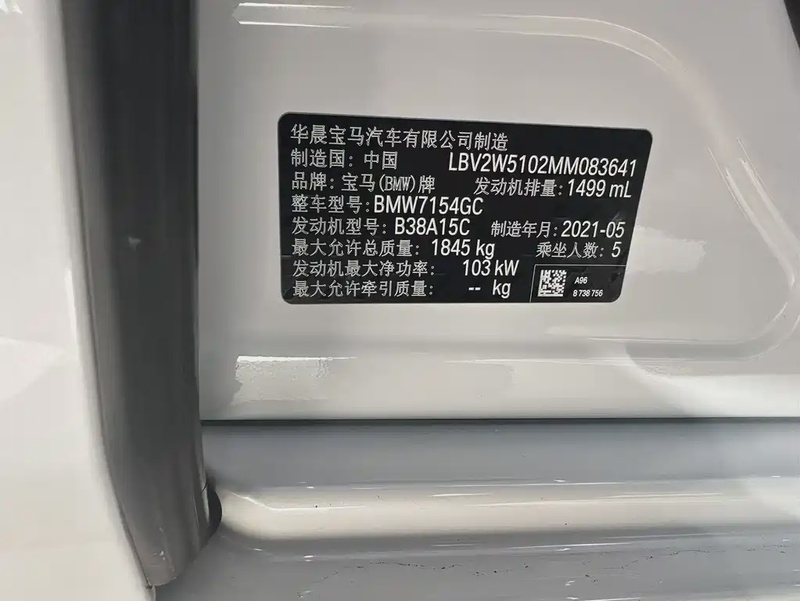 华晨宝马汽车有限公司制造
制造国：中国 LBV2W5102MM083641
品牌：宝马(BMW)牌 发动机排量：1499 mL
整车型号：BMW7154GC
发动机型号：B38A15C 制造年月：2021-05
最大允许总质量：1845 kg 乘坐人数：5
发动机最大净功率：103 kW
最大允许牵引质量：-- kg
A96
8 738 756